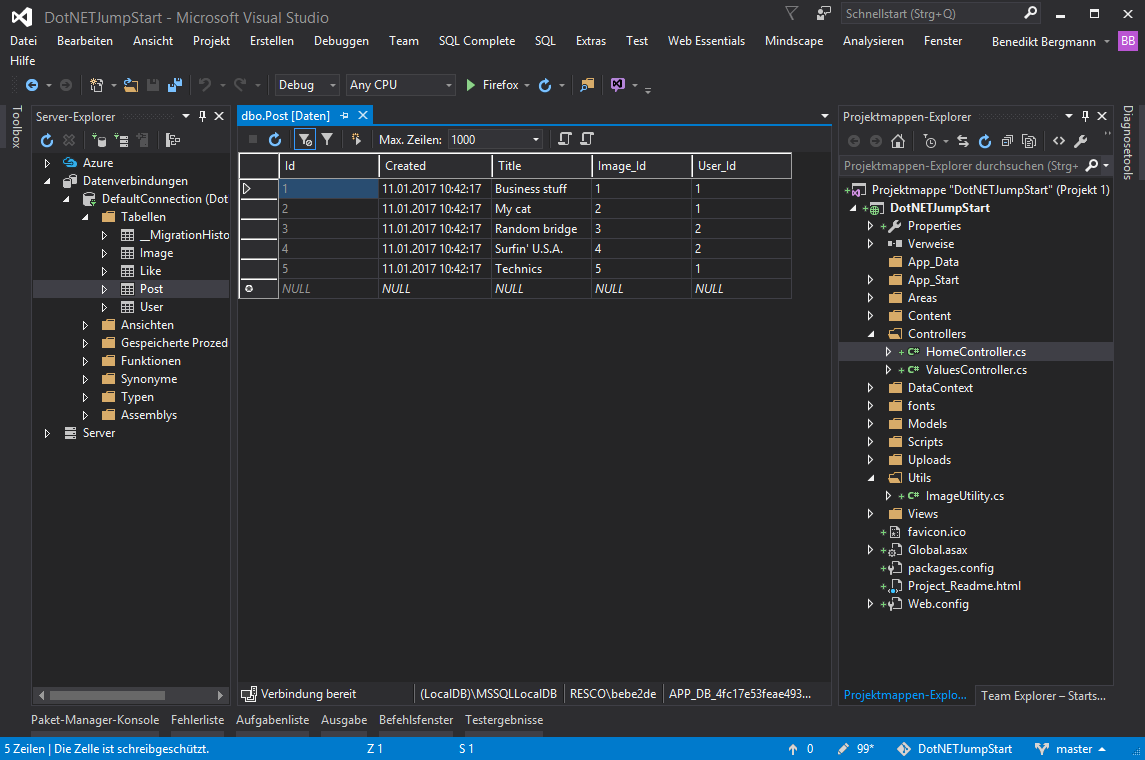 DotNETJumpStart - Microsoft Visual Studio
Schnellstart (Strg+Q)
Datei Bearbeiten Ansicht Projekt Erstellen Debuggen Team SQL Complete SQL Extras Test Web Essentials Mindscape Analysieren Fenster Benedikt Bergmann BB
Hilfe
Debug Any CPU Firefox
Toolbox
Server-Explorer
Azure
Datenverbindungen
DefaultConnection (Dot
Tabellen
__MigrationHisto
Image
Like
Post
User
Ansichten
Gespeicherte Prozed
Funktionen
Synonyme
Typen
Assemblys
Server
dbo.Post [Daten]
Max. Zeilen: 1000
Id Created Title Image_Id User_Id
1 11.01.2017 10:42:17 Business stuff 1 1
2 11.01.2017 10:42:17 My cat 2 1
3 11.01.2017 10:42:17 Random bridge 3 2
4 11.01.2017 10:42:17 Surfin' U.S.A. 4 2
5 11.01.2017 10:42:17 Technics 5 1
NULL NULL NULL NULL NULL
Verbindung bereit (LocalDB)\MSSQLLocalDB RESCO\bebe2de APP_DB_4fc17e53feae493...
Projektmappen-Explorer
Projektmappen-Explorer durchsuchen (Strg+
Projektmappe "DotNETJumpStart" (Projekt 1)
DotNETJumpStart
Properties
Verweise
App_Data
App_Start
Areas
Content
Controllers
C# HomeController.cs
C# ValuesController.cs
DataContext
fonts
Models
Scripts
Uploads
Utils
C# ImageUtility.cs
Views
favicon.ico
Global.asax
packages.config
Project_Readme.html
Web.config
Projektmappen-Explo... Team Explorer – Starts...
Diagnosetools
Paket-Manager-Konsole Fehlerliste Aufgabenliste Ausgabe Befehlsfenster Testergebnisse
5 Zeilen | Die Zelle ist schreibgeschützt. Z 1 S 1 0 99* DotNETJumpStart master